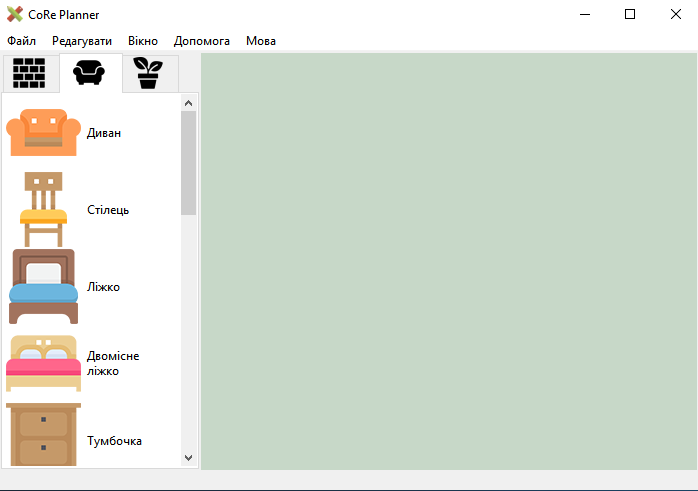 CoRe Planner
Файл Редагувати Вікно Допомога Мова
Диван
Стілець
Ліжко
Двомісне
ліжко
Тумбочка